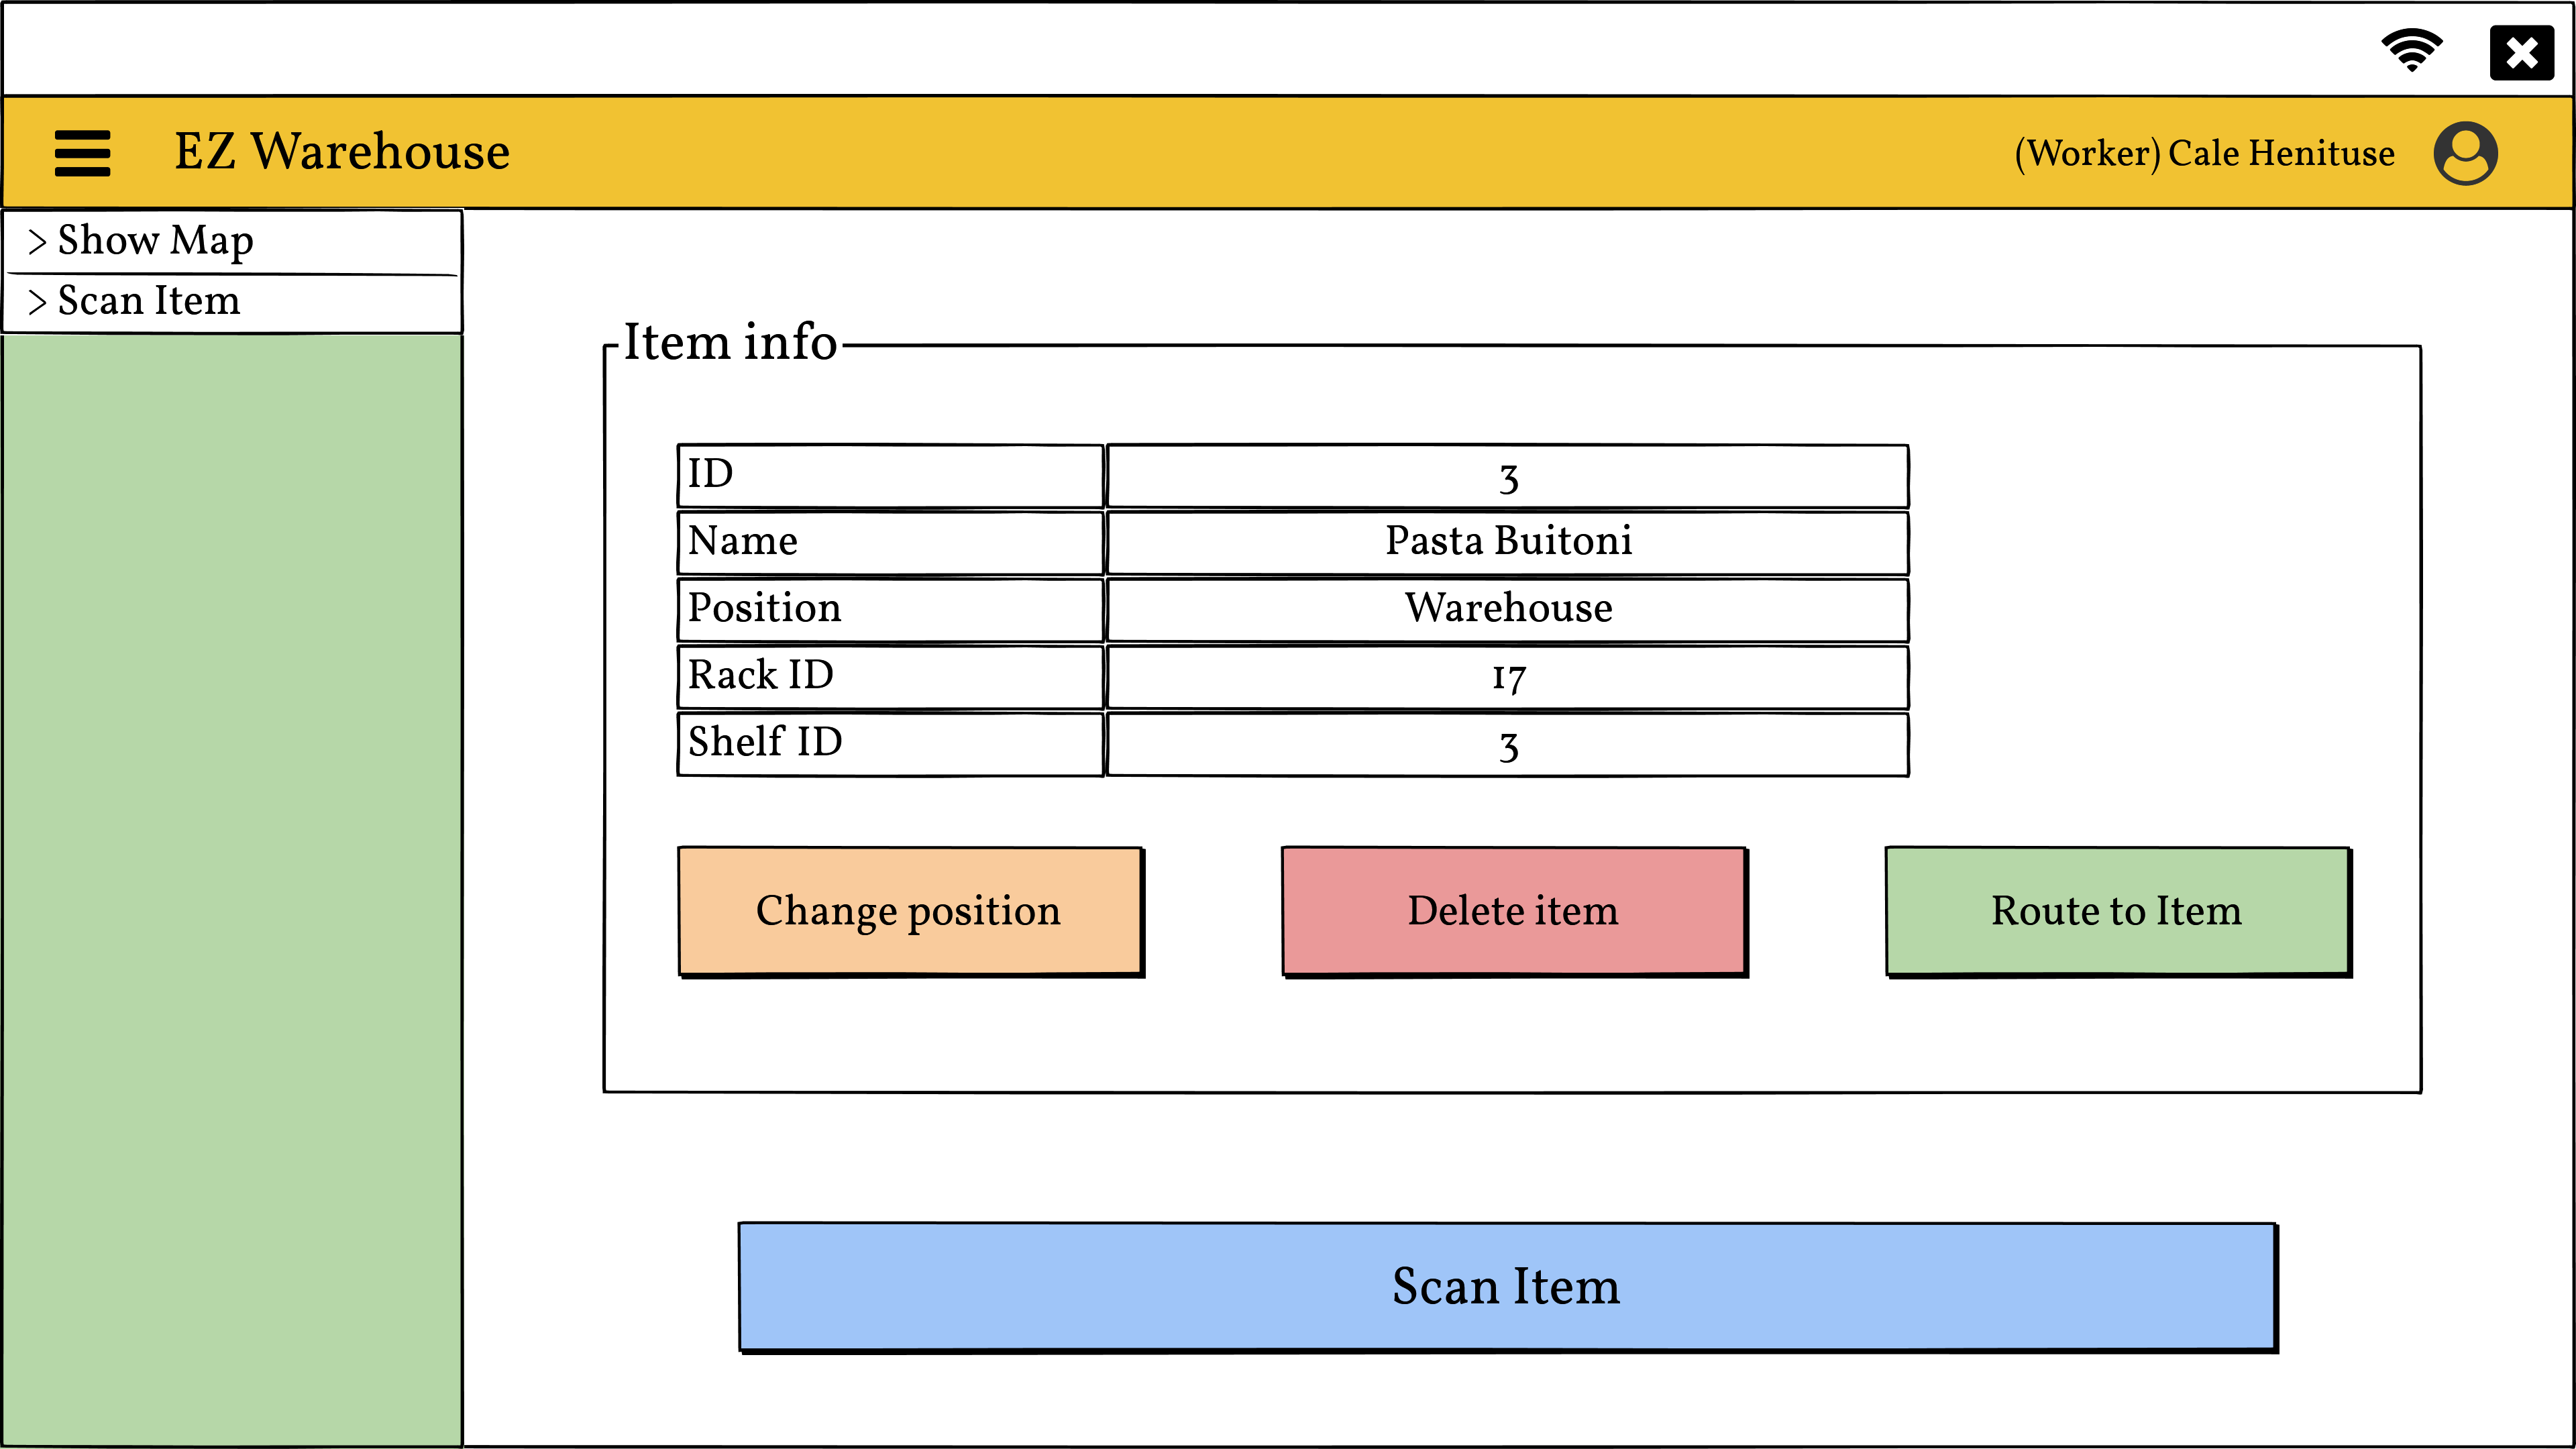 EZ Warehouse
(Worker) Cale Henituse
> Show Map
> Scan Item
Item info
ID 3
Name Pasta Buitoni
Position Warehouse
Rack ID 17
Shelf ID 3
Change position
Delete item
Route to Item
Scan Item